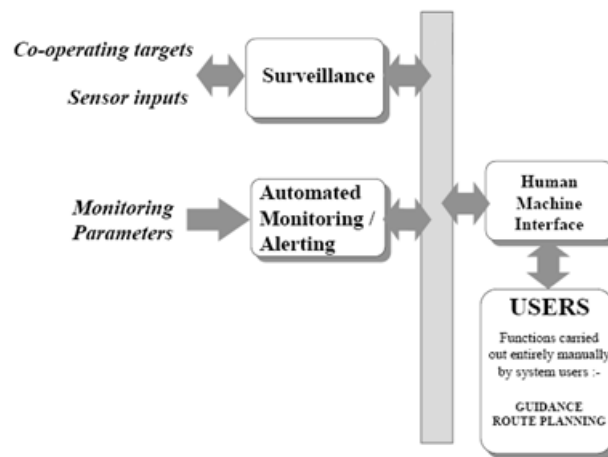 Co-operating targets
Sensor inputs
Surveillance
Monitoring
Parameters
Automated
Monitoring /
Alerting
Human
Machine
Interface
USERS
Functions carried
out entirely manually
by system users :-
GUIDANCE
ROUTE PLANNING